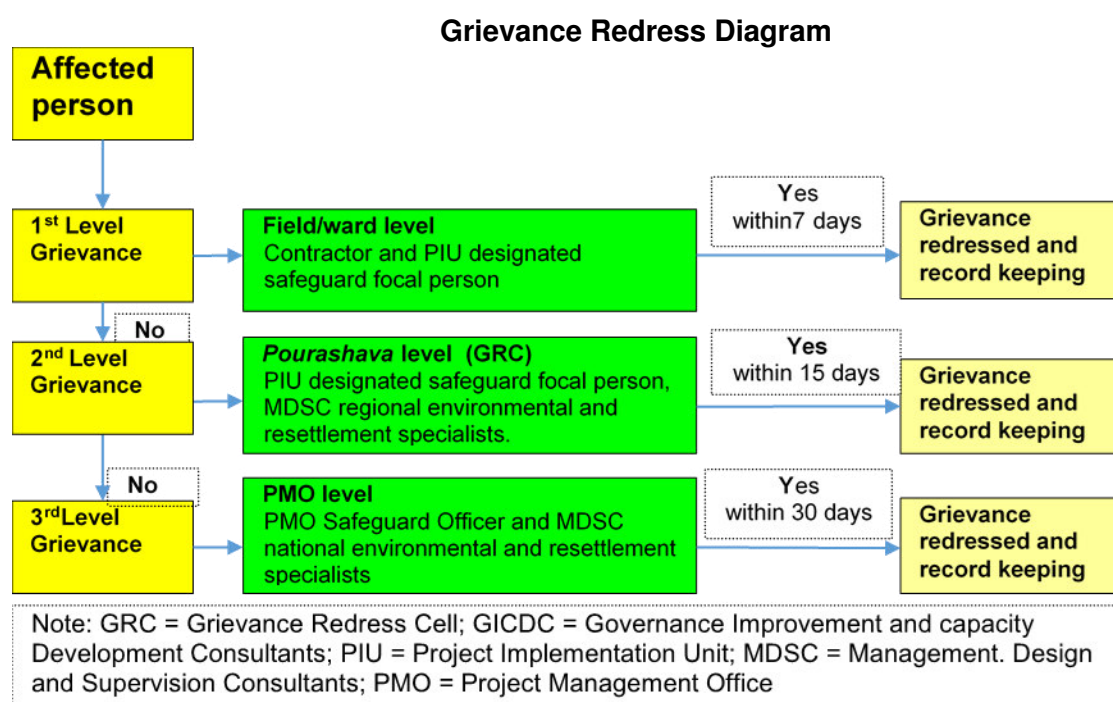 Grievance Redress Diagram
Affected
person
1st Level
Grievance
Field/ward level
Contractor and PIU designated
safeguard focal person
Yes
within7 days
Grievance
redressed and
record keeping
No
2nd Level
Grievance
Pourashava level (GRC)
PIU designated safeguard focal person,
MDSC regional environmental and
resettlement specialists.
Yes
within 15 days
Grievance
redressed and
record keeping
No
3rdLevel
Grievance
PMO level
PMO Safeguard Officer and MDSC
national environmental and resettlement
specialists
Yes
within 30 days
Grievance
redressed and
record keeping
Note: GRC = Grievance Redress Cell; GICDC = Governance Improvement and capacity
Development Consultants; PIU = Project Implementation Unit; MDSC = Management. Design
and Supervision Consultants; PMO = Project Management Office